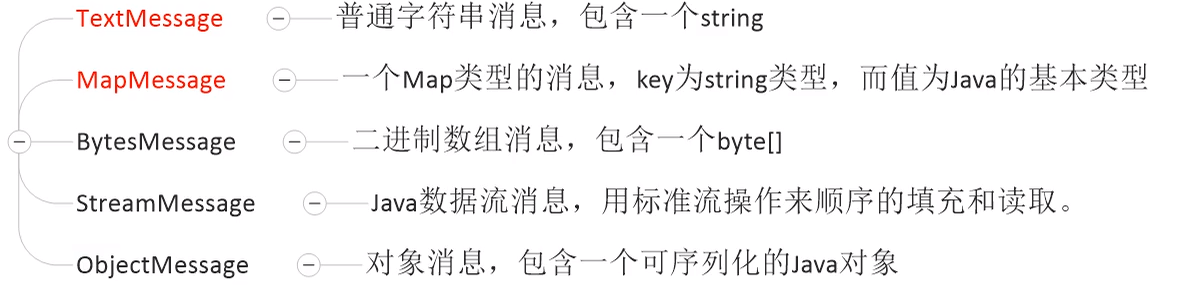 TextMessage 普通字符串消息，包含一个string
MapMessage 一个Map类型的消息，key为string类型，而值为Java的基本类型
BytesMessage 二进制数组消息，包含一个byte[]
StreamMessage Java数据流消息，用标准流操作来顺序的填充和读取。
ObjectMessage 对象消息，包含一个可序列化的Java对象